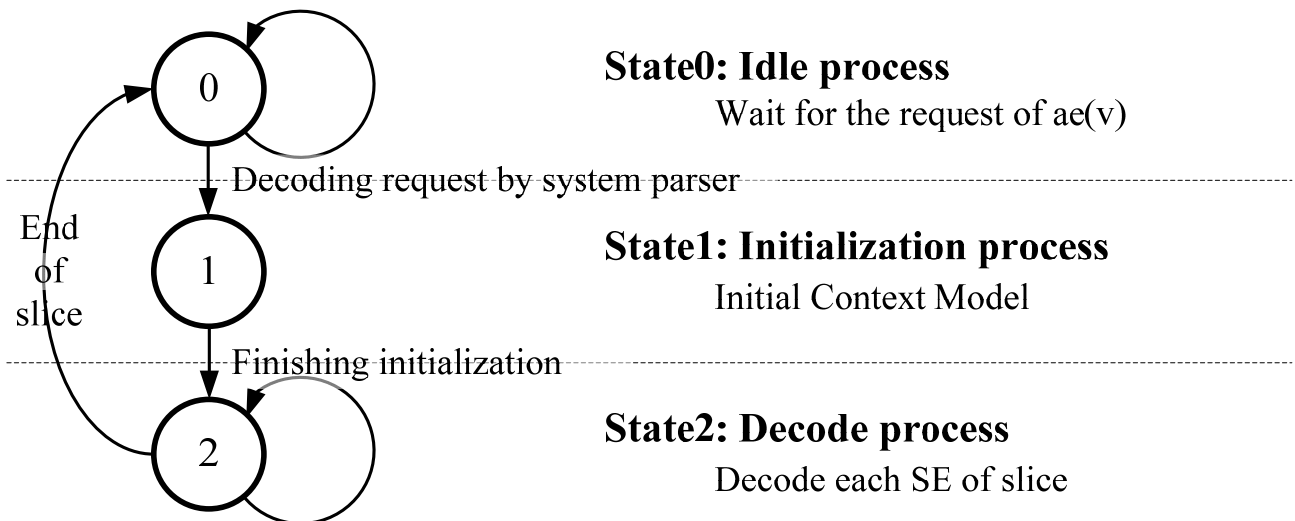 0
State0: Idle process
Wait for the request of ae(v)
Decoding request by system parser
End
of
slice
1
State1: Initialization process
Initial Context Model
Finishing initialization
2
State2: Decode process
Decode each SE of slice